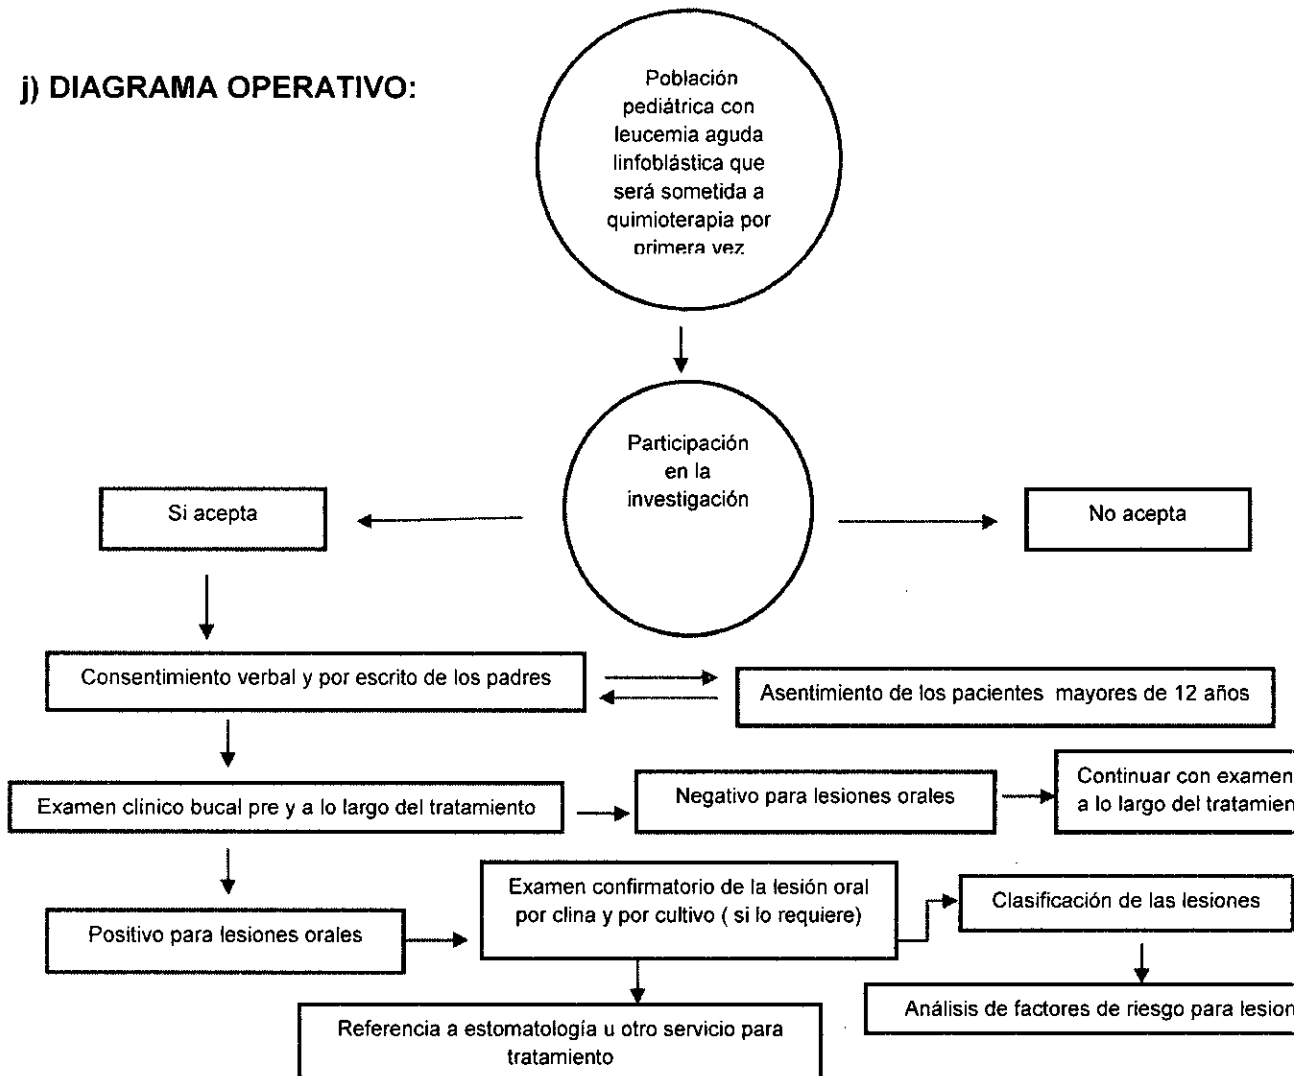 j) DIAGRAMA OPERATIVO:
Población
pediátrica con
leucemia aguda
linfoblástica que
será sometida a
quimioterapia por
primera vez
Participación
en la
investigación
Si acepta
No acepta
Consentimiento verbal y por escrito de los padres
Asentimiento de los pacientes mayores de 12 años
Examen clínico bucal pre y a lo largo del tratamiento
Negativo para lesiones orales
Continuar con examen
a lo largo del tratamien
Positivo para lesiones orales
Examen confirmatorio de la lesión oral
por clina y por cultivo ( si lo requiere)
Clasificación de las lesiones
Referencia a estomatología u otro servicio para
tratamiento
Análisis de factores de riesgo para lesion